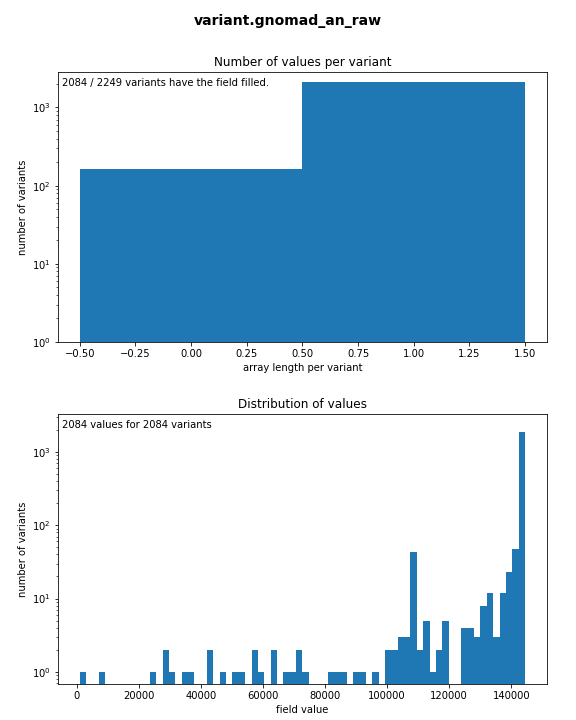 variant.gnomad_an_raw
Number of values per variant
2084 / 2249 variants have the field filled.
10³
10²
10¹
10⁰
number of variants
−0.50 −0.25 0.00 0.25 0.50 0.75 1.00 1.25 1.50
array length per variant
Distribution of values
2084 values for 2084 variants
10³
10²
10¹
10⁰
number of variants
0 20000 40000 60000 80000 100000 120000 140000
field value